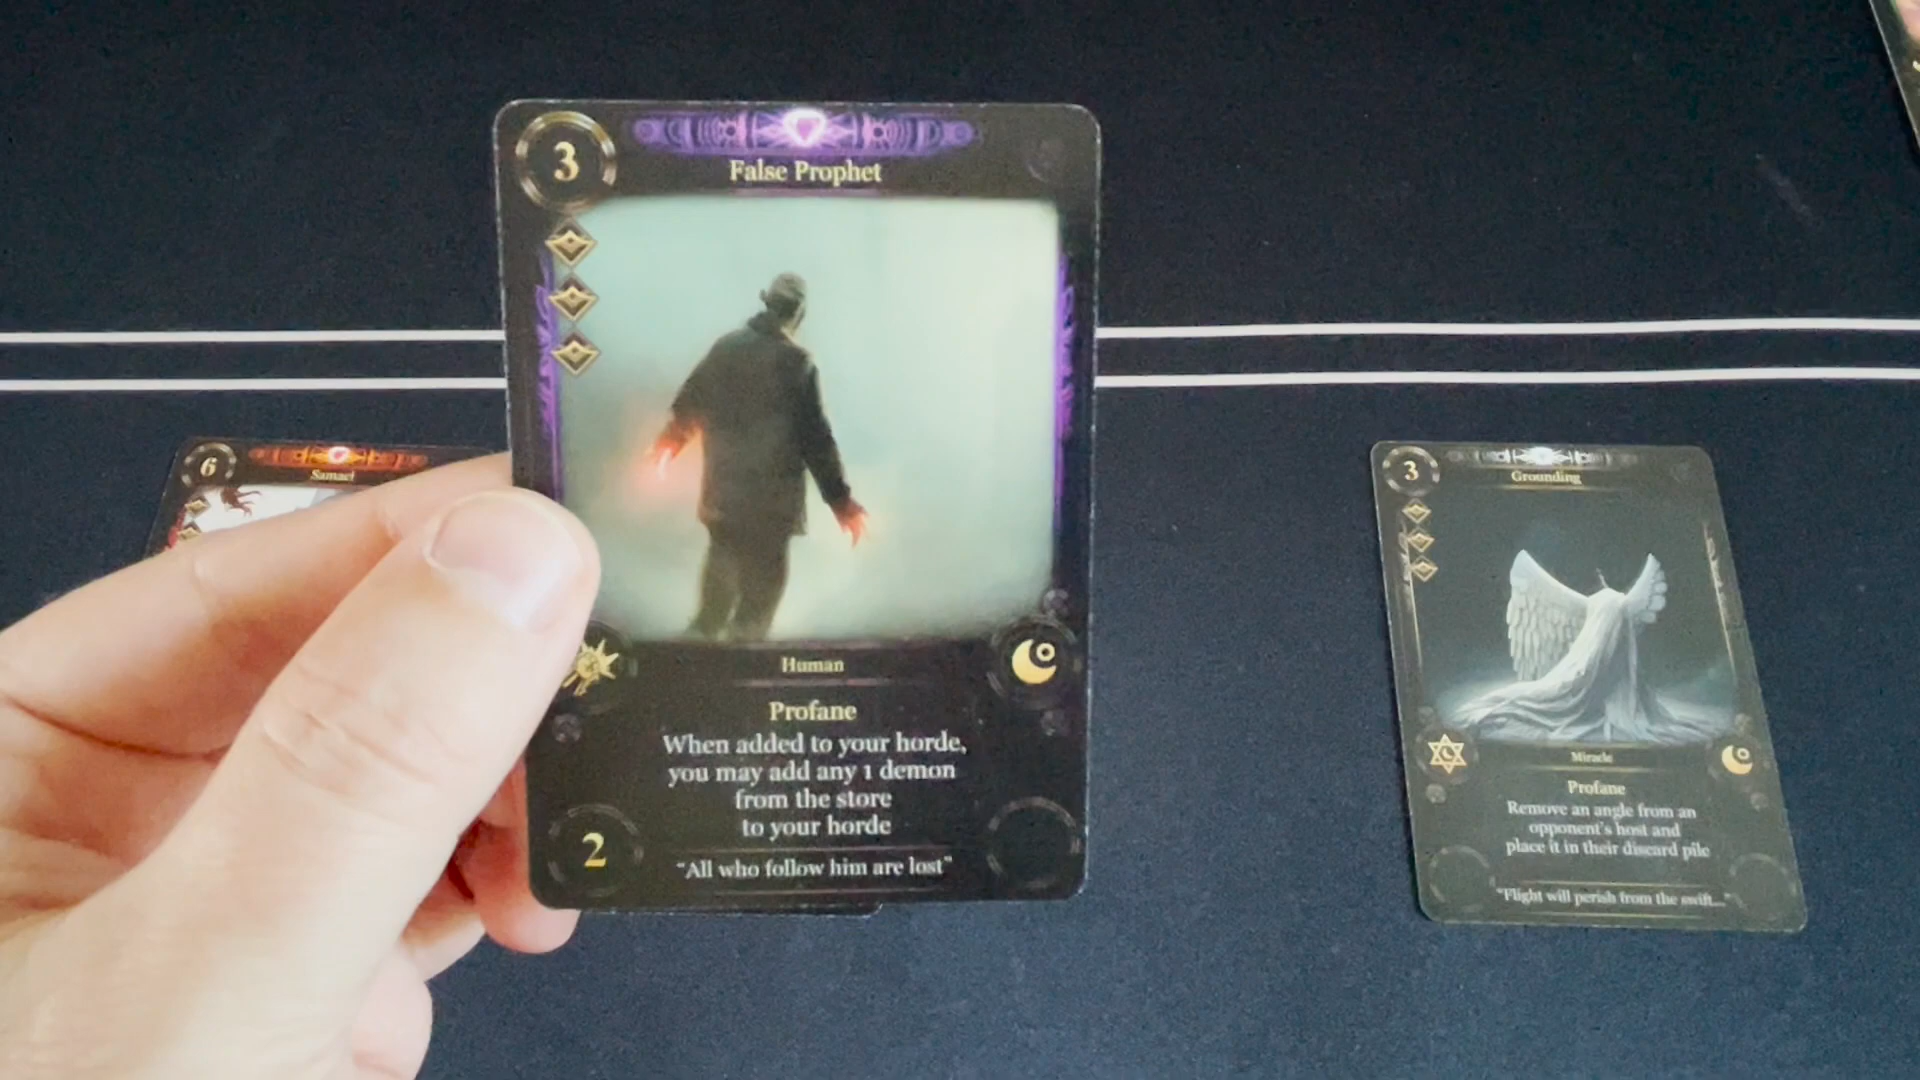 3
False Prophet
Human
Profane
When added to your horde,
you may add any 1 demon
from the store
to your horde
2
"All who follow him are lost"
6
Samael
3
Grounding
Miracle
Profane
Remove an angle from an
opponent's host and
place it in their discard pile
"Flight will perish from the swift..."